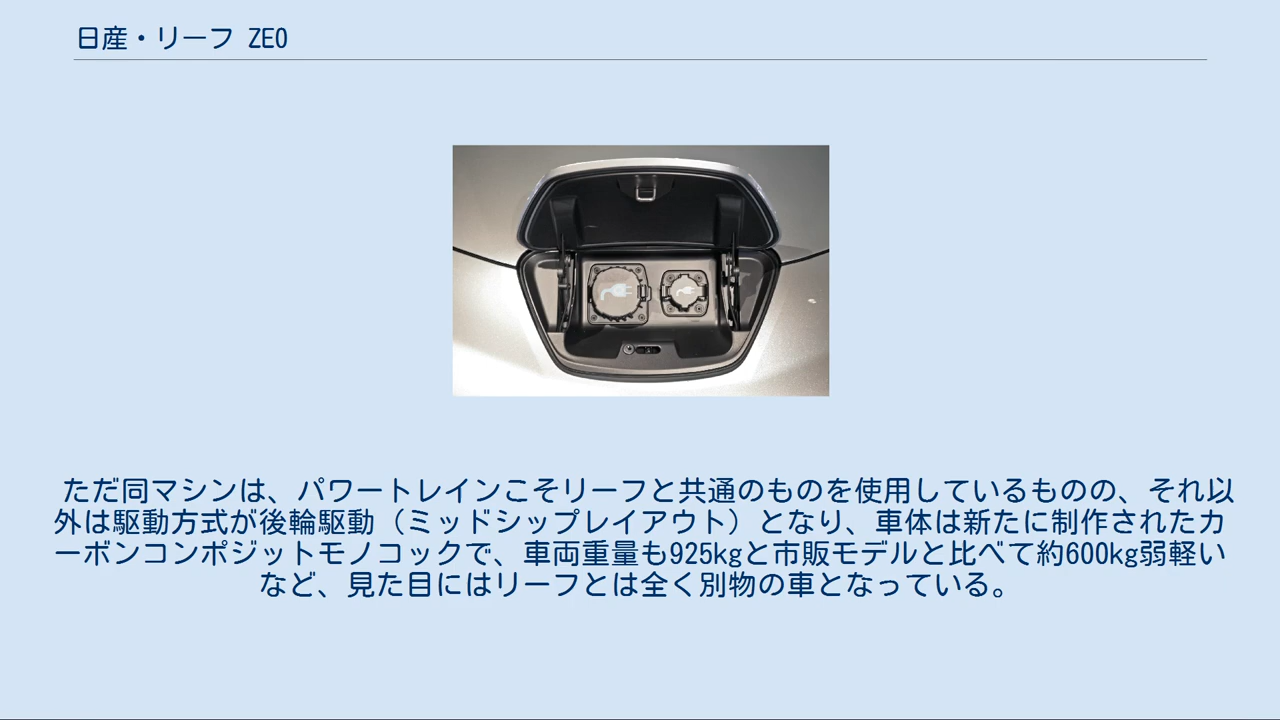 日産・リーフ ZE0
ただ同マシンは、パワートレインこそリーフと共通のものを使用しているものの、それ以
外は駆動方式が後輪駆動（ミッドシップレイアウト）となり、車体は新たに制作されたカ
ーボンコンポジットモノコックで、車両重量も925kgと市販モデルと比べて約600kg弱軽い
など、見た目にはリーフとは全く別物の車となっている。